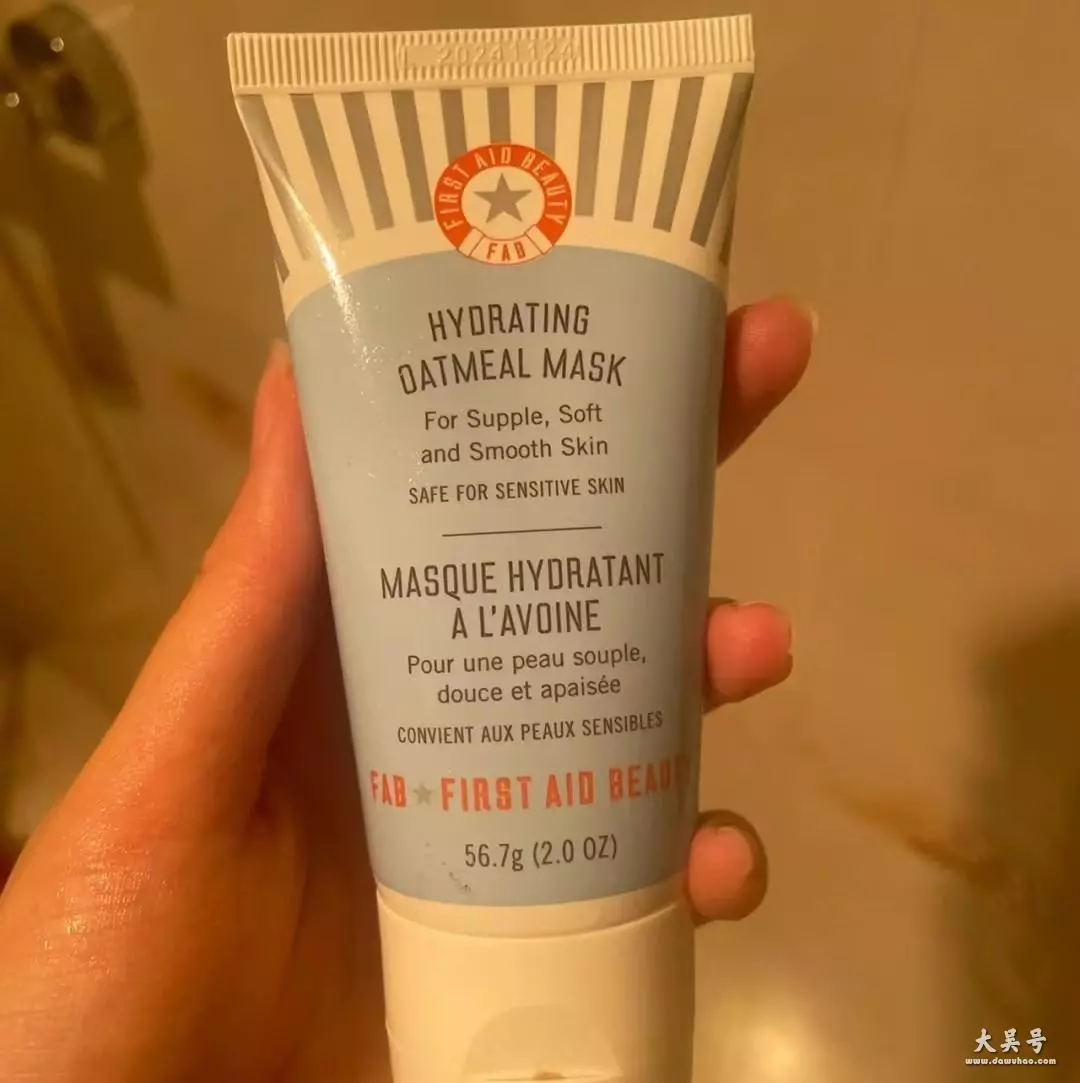 20241124
FIRST AID BEAUTY
FAB
HYDRATING
OATMEAL MASK
For Supple, Soft
and Smooth Skin
SAFE FOR SENSITIVE SKIN
MASQUE HYDRATANT
À L'AVOINE
Pour une peau souple,
douce et apaisée
CONVIENT AUX PEAUX SENSIBLES
FAB FIRST AID BEAUTY
56.7g (2.0 OZ)
大吴号
www.dawuhao.com